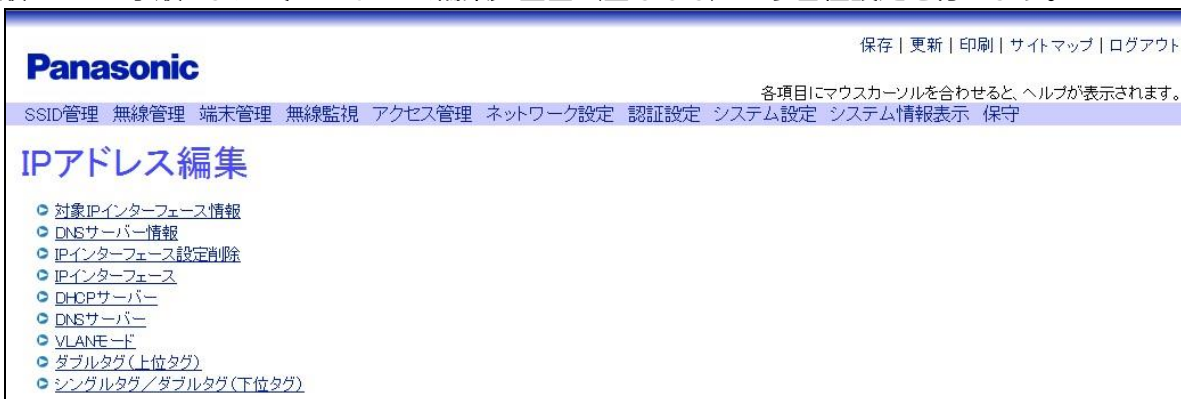 保存 | 更新 | 印刷 | サイトマップ | ログアウト
Panasonic
各項目にマウスカーソルを合わせると、ヘルプが表示されます。
SSID管理 無線管理 端末管理 無線監視 アクセス管理 ネットワーク設定 認証設定 システム設定 システム情報表示 保守
IPアドレス編集
対象IPインターフェース情報
DNSサーバー情報
IPインターフェース設定削除
IPインターフェース
DHCPサーバー
DNSサーバー
VLANモード
ダブルタグ(上位タグ)
シングルタグ/ダブルタグ(下位タグ)